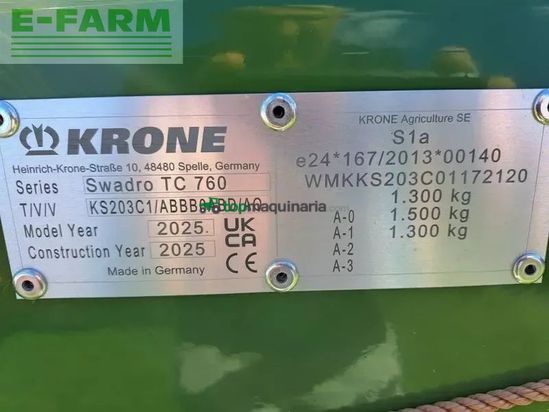 E-FARM
KRONE
Heinrich-Krone-Straße 10, 48480 Spelle, Germany
Series Swadro TC 760
T/V/V
Model Year 2025.
Construction Year 2025
Made in Germany
UK
CA
CE
topmaquinaria.com
KRONE Agriculture SE
S1a
e24*167/2013*00140
WMKKS203C01172120
1.300 kg
A-0 1.500 kg
A-1 1.300 kg
A-2
A-3